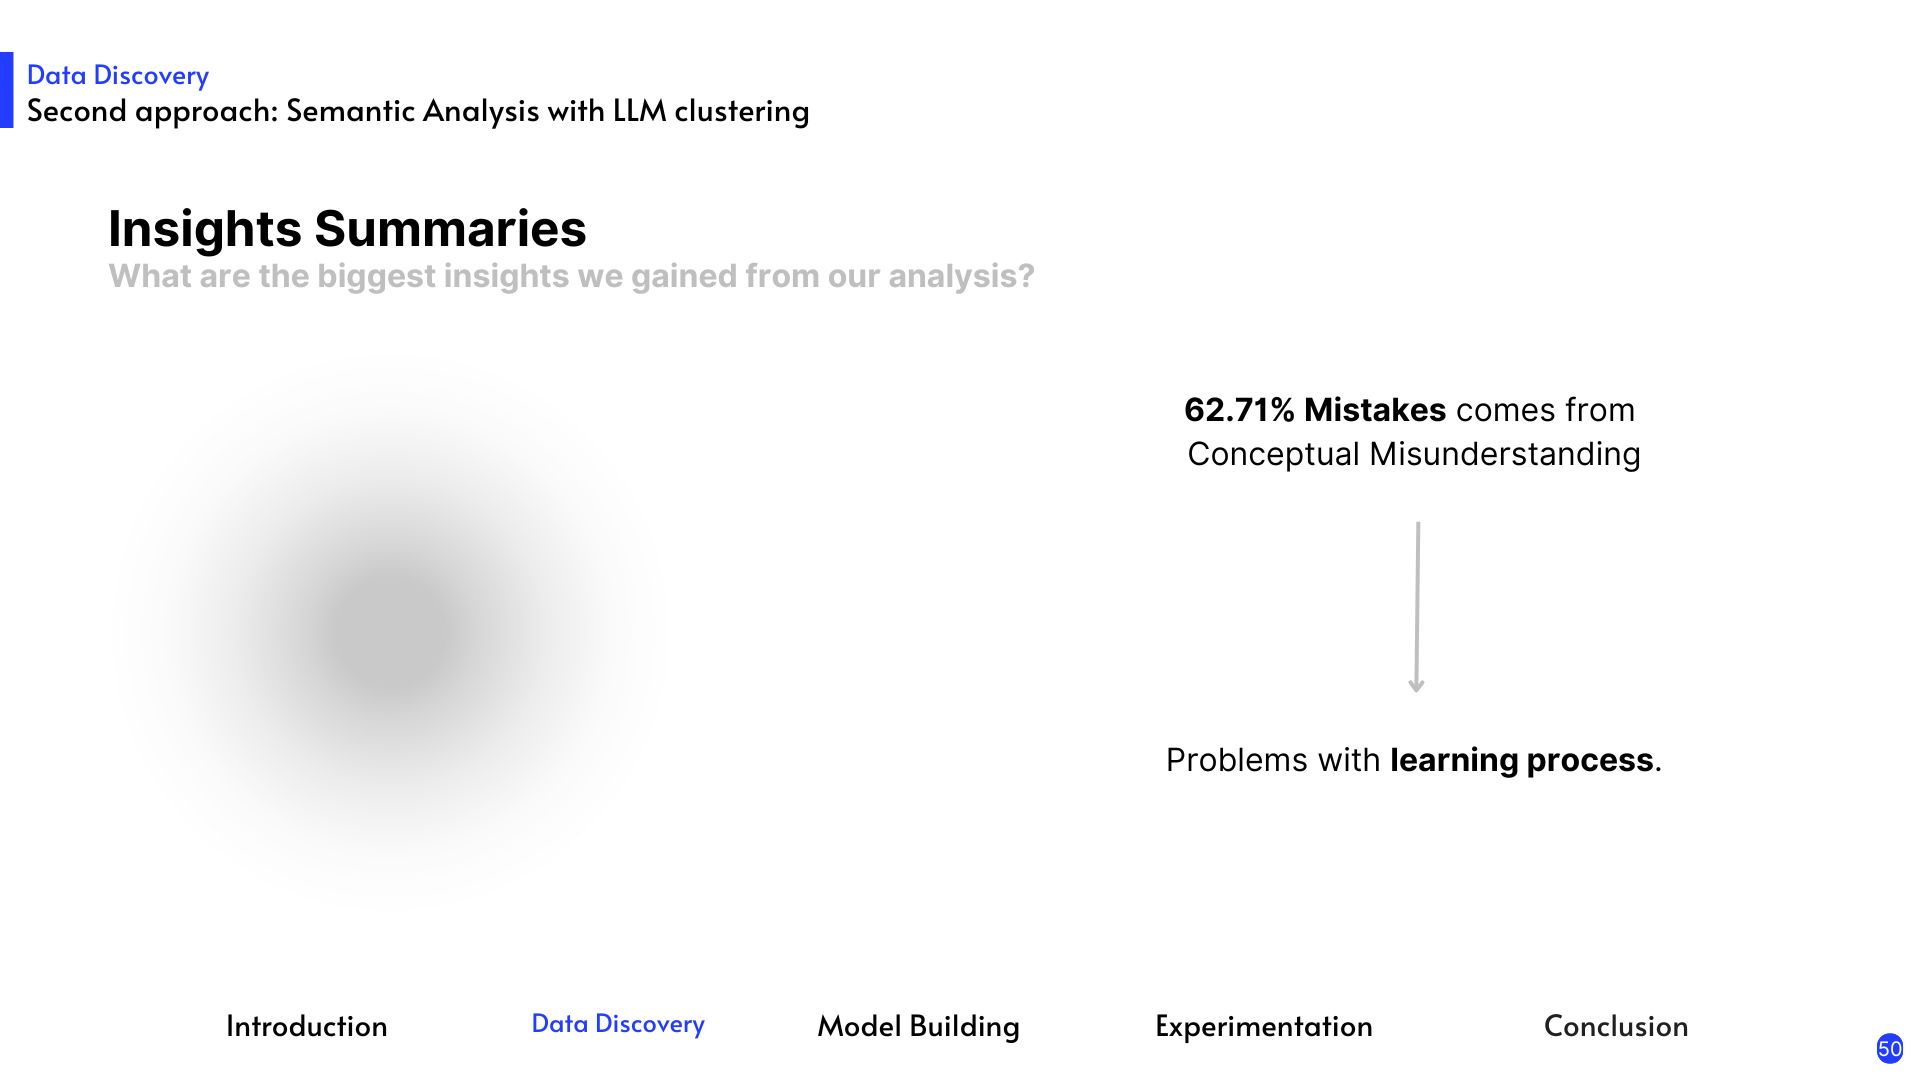 Data Discovery
Second approach: Semantic Analysis with LLM clustering
Insights Summaries
What are the biggest insights we gained from our analysis?
62.71% Mistakes comes from
Conceptual Misunderstanding
Problems with learning process.
Introduction
Data Discovery
Model Building
Experimentation
Conclusion
50